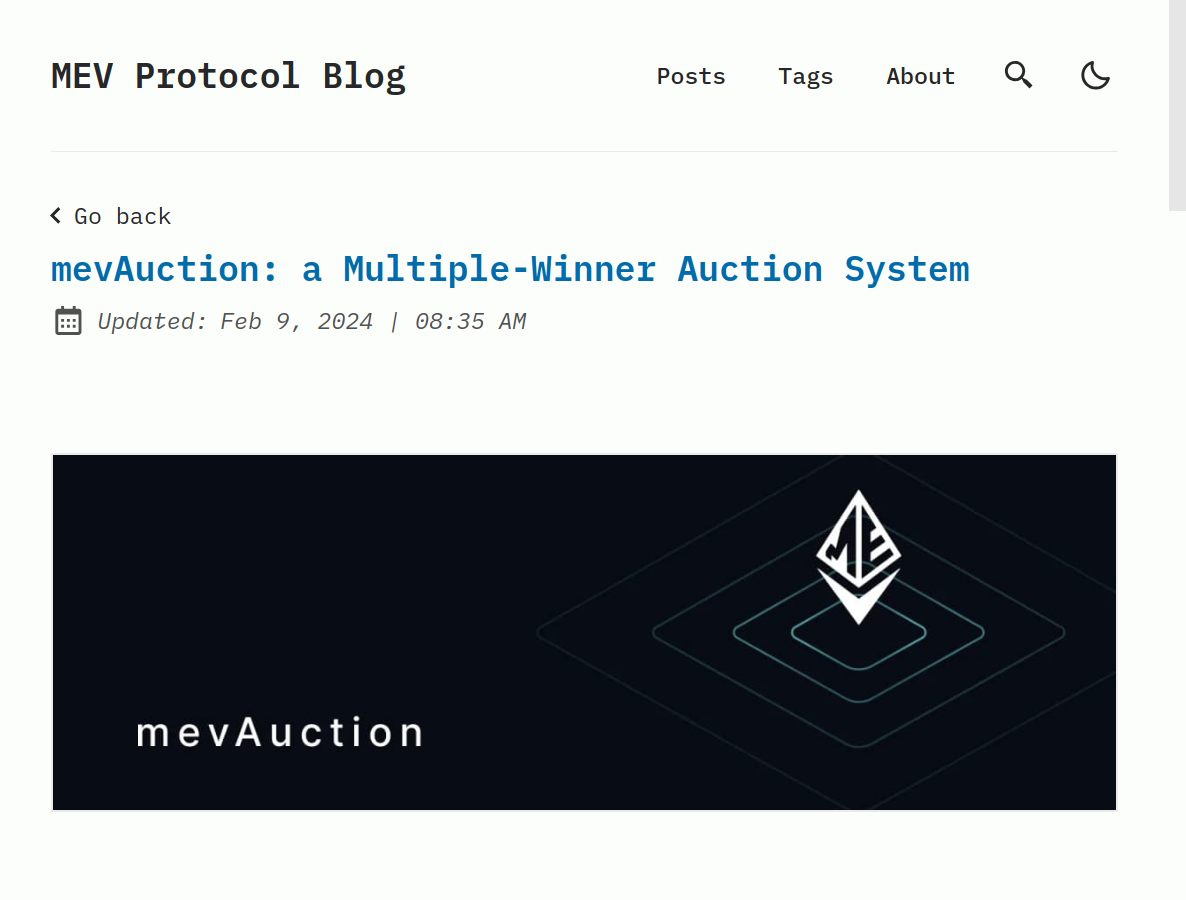 MEV Protocol Blog
Posts
Tags
About
Go back
mevAuction: a Multiple-Winner Auction System
Updated: Feb 9, 2024 | 08:35 AM
ME
mevAuction